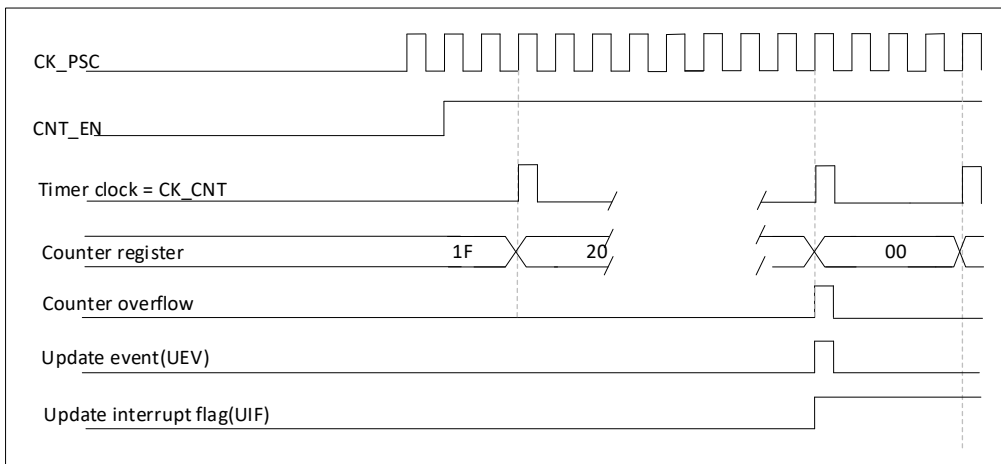 CK_PSC
CNT_EN
Timer clock = CK_CNT
Counter register 1F 20 00
Counter overflow
Update event(UEV)
Update interrupt flag(UIF)